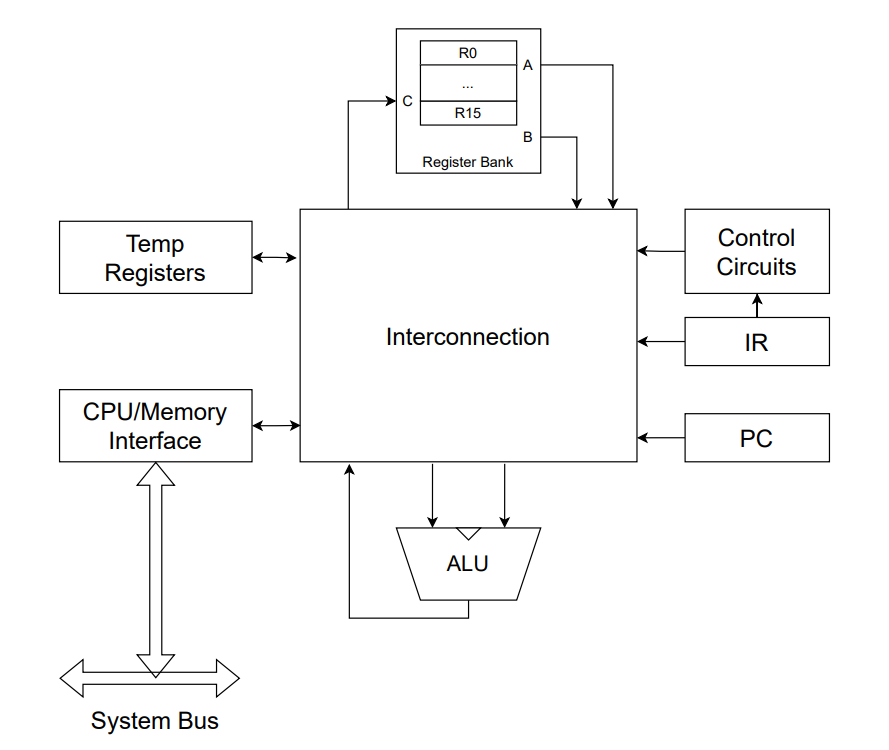 R0
A
...
C
R15
B
Register Bank
Temp
Registers
Control
Circuits
Interconnection
IR
CPU/Memory
Interface
PC
ALU
System Bus